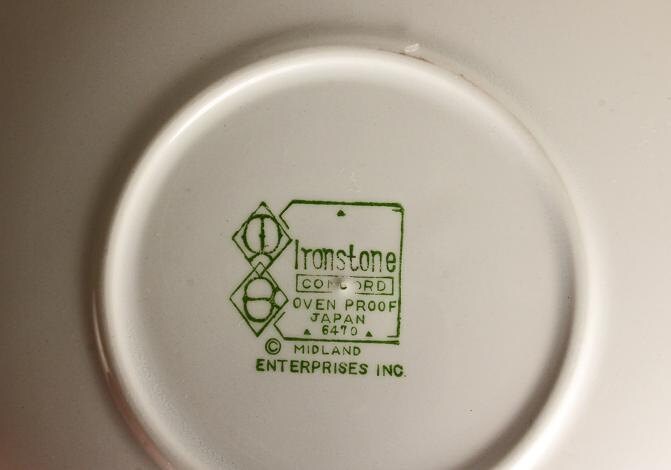 Ironstone
CONCORD
OVEN PROOF
JAPAN
6470
© MIDLAND
ENTERPRISES INC.